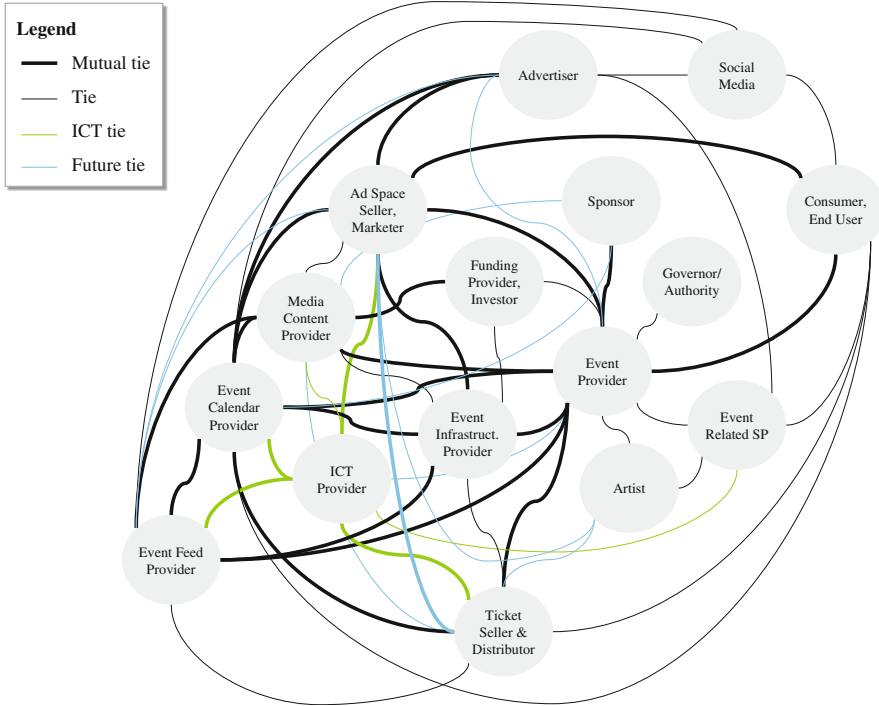 Legend
Mutual tie
Tie
ICT tie
Future tie
Advertiser
Social
Media
Ad Space
Seller,
Marketer
Sponsor
Consumer,
End User
Funding
Provider,
Investor
Governor/
Authority
Media
Content
Provider
Event
Provider
Event
Calendar
Provider
Event
Infrastruct.
Provider
Event
Related SP
ICT
Provider
Artist
Event Feed
Provider
Ticket
Seller &
Distributor